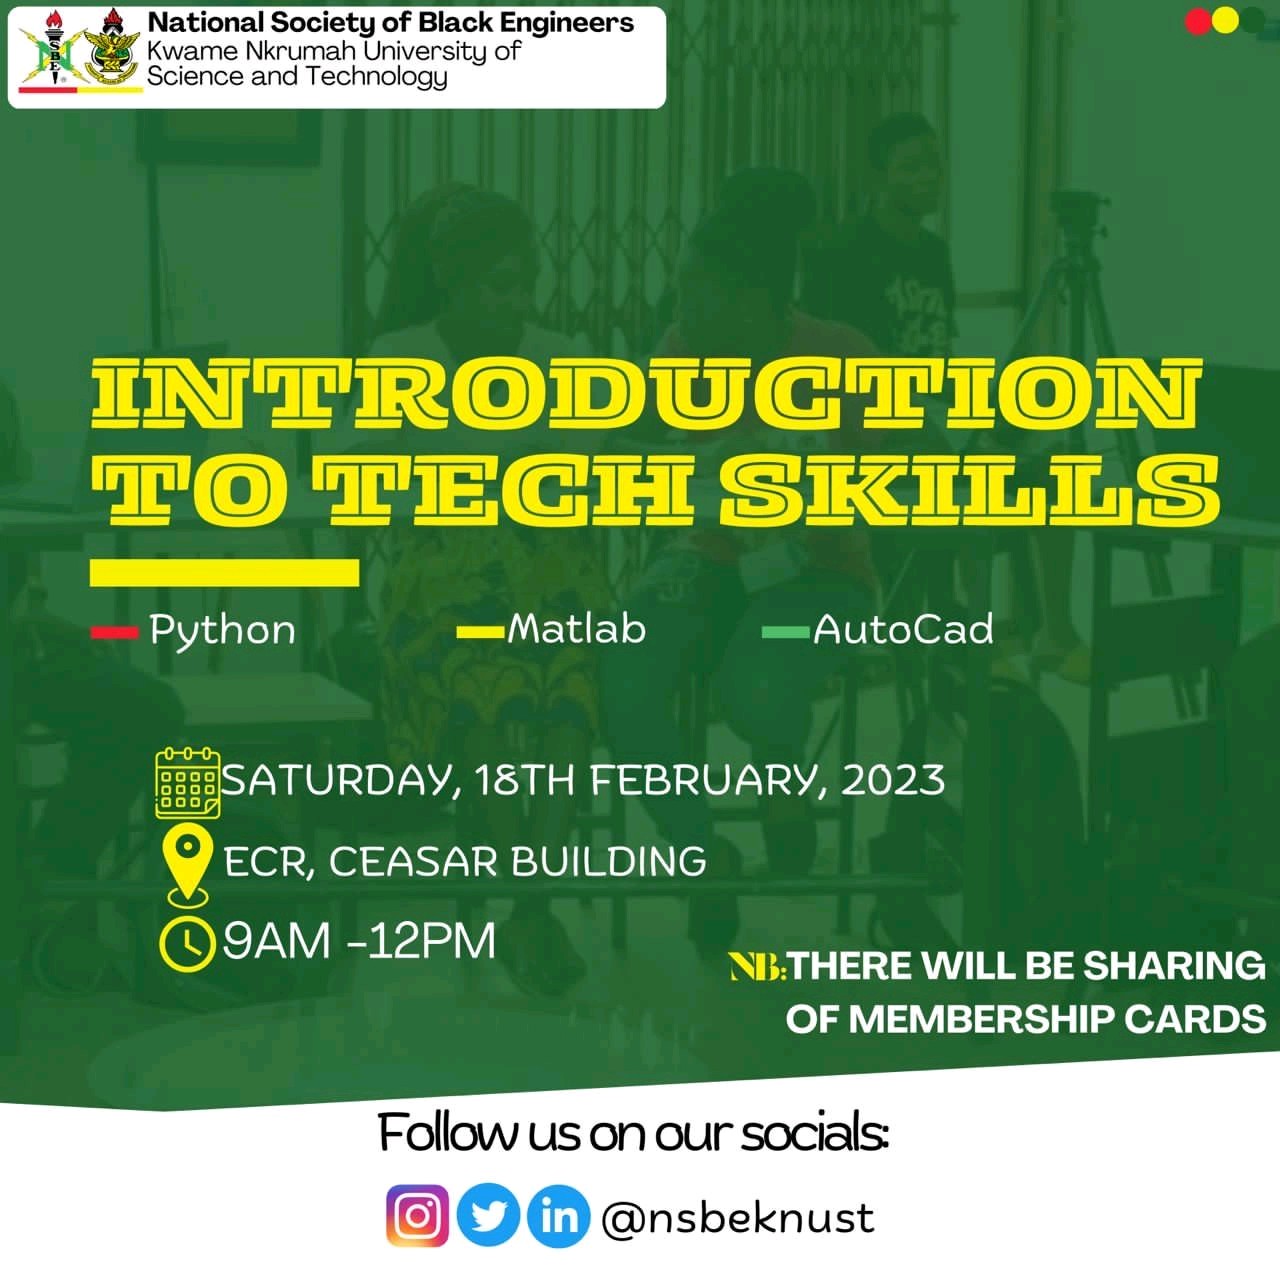 National Society of Black Engineers
Kwame Nkrumah University of
Science and Technology
INTRODUCTION
TO TECH SKILLS
Python
Matlab
AutoCad
SATURDAY, 18TH FEBRUARY, 2023
ECR, CEASAR BUILDING
9AM -12PM
NB:THERE WILL BE SHARING
OF MEMBERSHIP CARDS
Follow us on our socials:
@nsbeknust